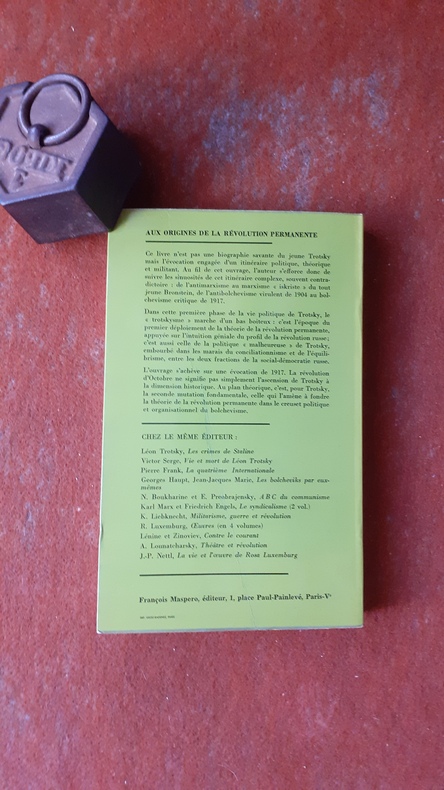 AUX ORIGINES DE LA RÉVOLUTION PERMANENTE
Ce livre n'est pas une biographie savante du jeune Trotsky
mais l'évocation engagée d'un itinéraire politique, théorique
et militant. Au fil de cet ouvrage, l'auteur s'efforce donc de
suivre les sinuosités de cet itinéraire complexe, souvent contra-
dictoire : de l'antimarxisme au marxisme « iskriste » du tout
jeune Bronstein, de l'antibolchevisme virulent de 1904 au bol-
chevisme critique de 1917.
Dans cette première phase de la vie politique de Trotsky, le
« trotskysme » marche d'un pas boiteux : c'est l'époque du
premier déploiement de la théorie de la révolution permanente,
appuyée sur l'intuition géniale du profil de la révolution russe ;
c'est aussi celle de la politique « malheureuse » de Trotsky,
embourbé dans les marais du conciliationnisme et de l'équili-
brisme, entre les deux fractions de la social-démocratie russe.
L'ouvrage s'achève sur une évocation de 1917. La révolution
d'Octobre ne signifie pas simplement l'ascension de Trotsky à
la dimension historique. Au plan théorique, c'est, pour Trotsky,
la seconde mutation fondamentale, celle qui l'amène à fondre
la théorie de la révolution permanente dans le creuset politique
et organisationnel du bolchevisme.
CHEZ LE MÊME ÉDITEUR :
Léon Trotsky, Les crimes de Staline
Victor Serge, Vie et mort de Léon Trotsky
Pierre Frank, La quatrième Internationale
Georges Haupt, Jean-Jacques Marie, Les bolcheviks par eux-
mêmes
N. Boukharine et E. Preobrajensky, A B C du communisme
Karl Marx et Friedrich Engels, Le syndicalisme (2 vol.)
K. Liebknecht, Militarisme, guerre et révolution
R. Luxemburg, Œuvres (en 4 volumes)
Lénine et Zinoviev, Contre le courant
A. Lounatcharsky, Théâtre et révolution
J.-P. Nettl, La vie et l'œuvre de Rosa Luxemburg
François Maspero, éditeur, 1, place Paul-Painlevé, Paris-Ve